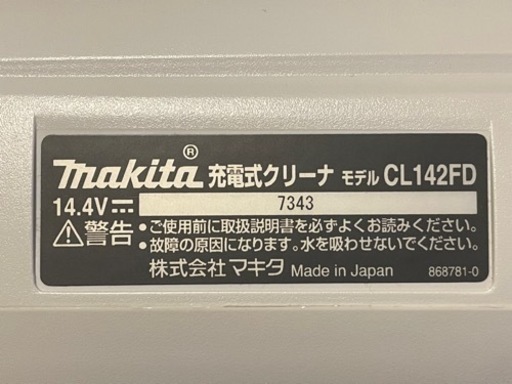 makita® 充電式クリーナ モデル CL142FD
14.4V⎓ 7343
⚠警告 • ご使用前に取扱説明書を必ずよくお読みください。
• 故障の原因になります。水を吸わせないでください。
株式会社マキタ Made in Japan 868781-0